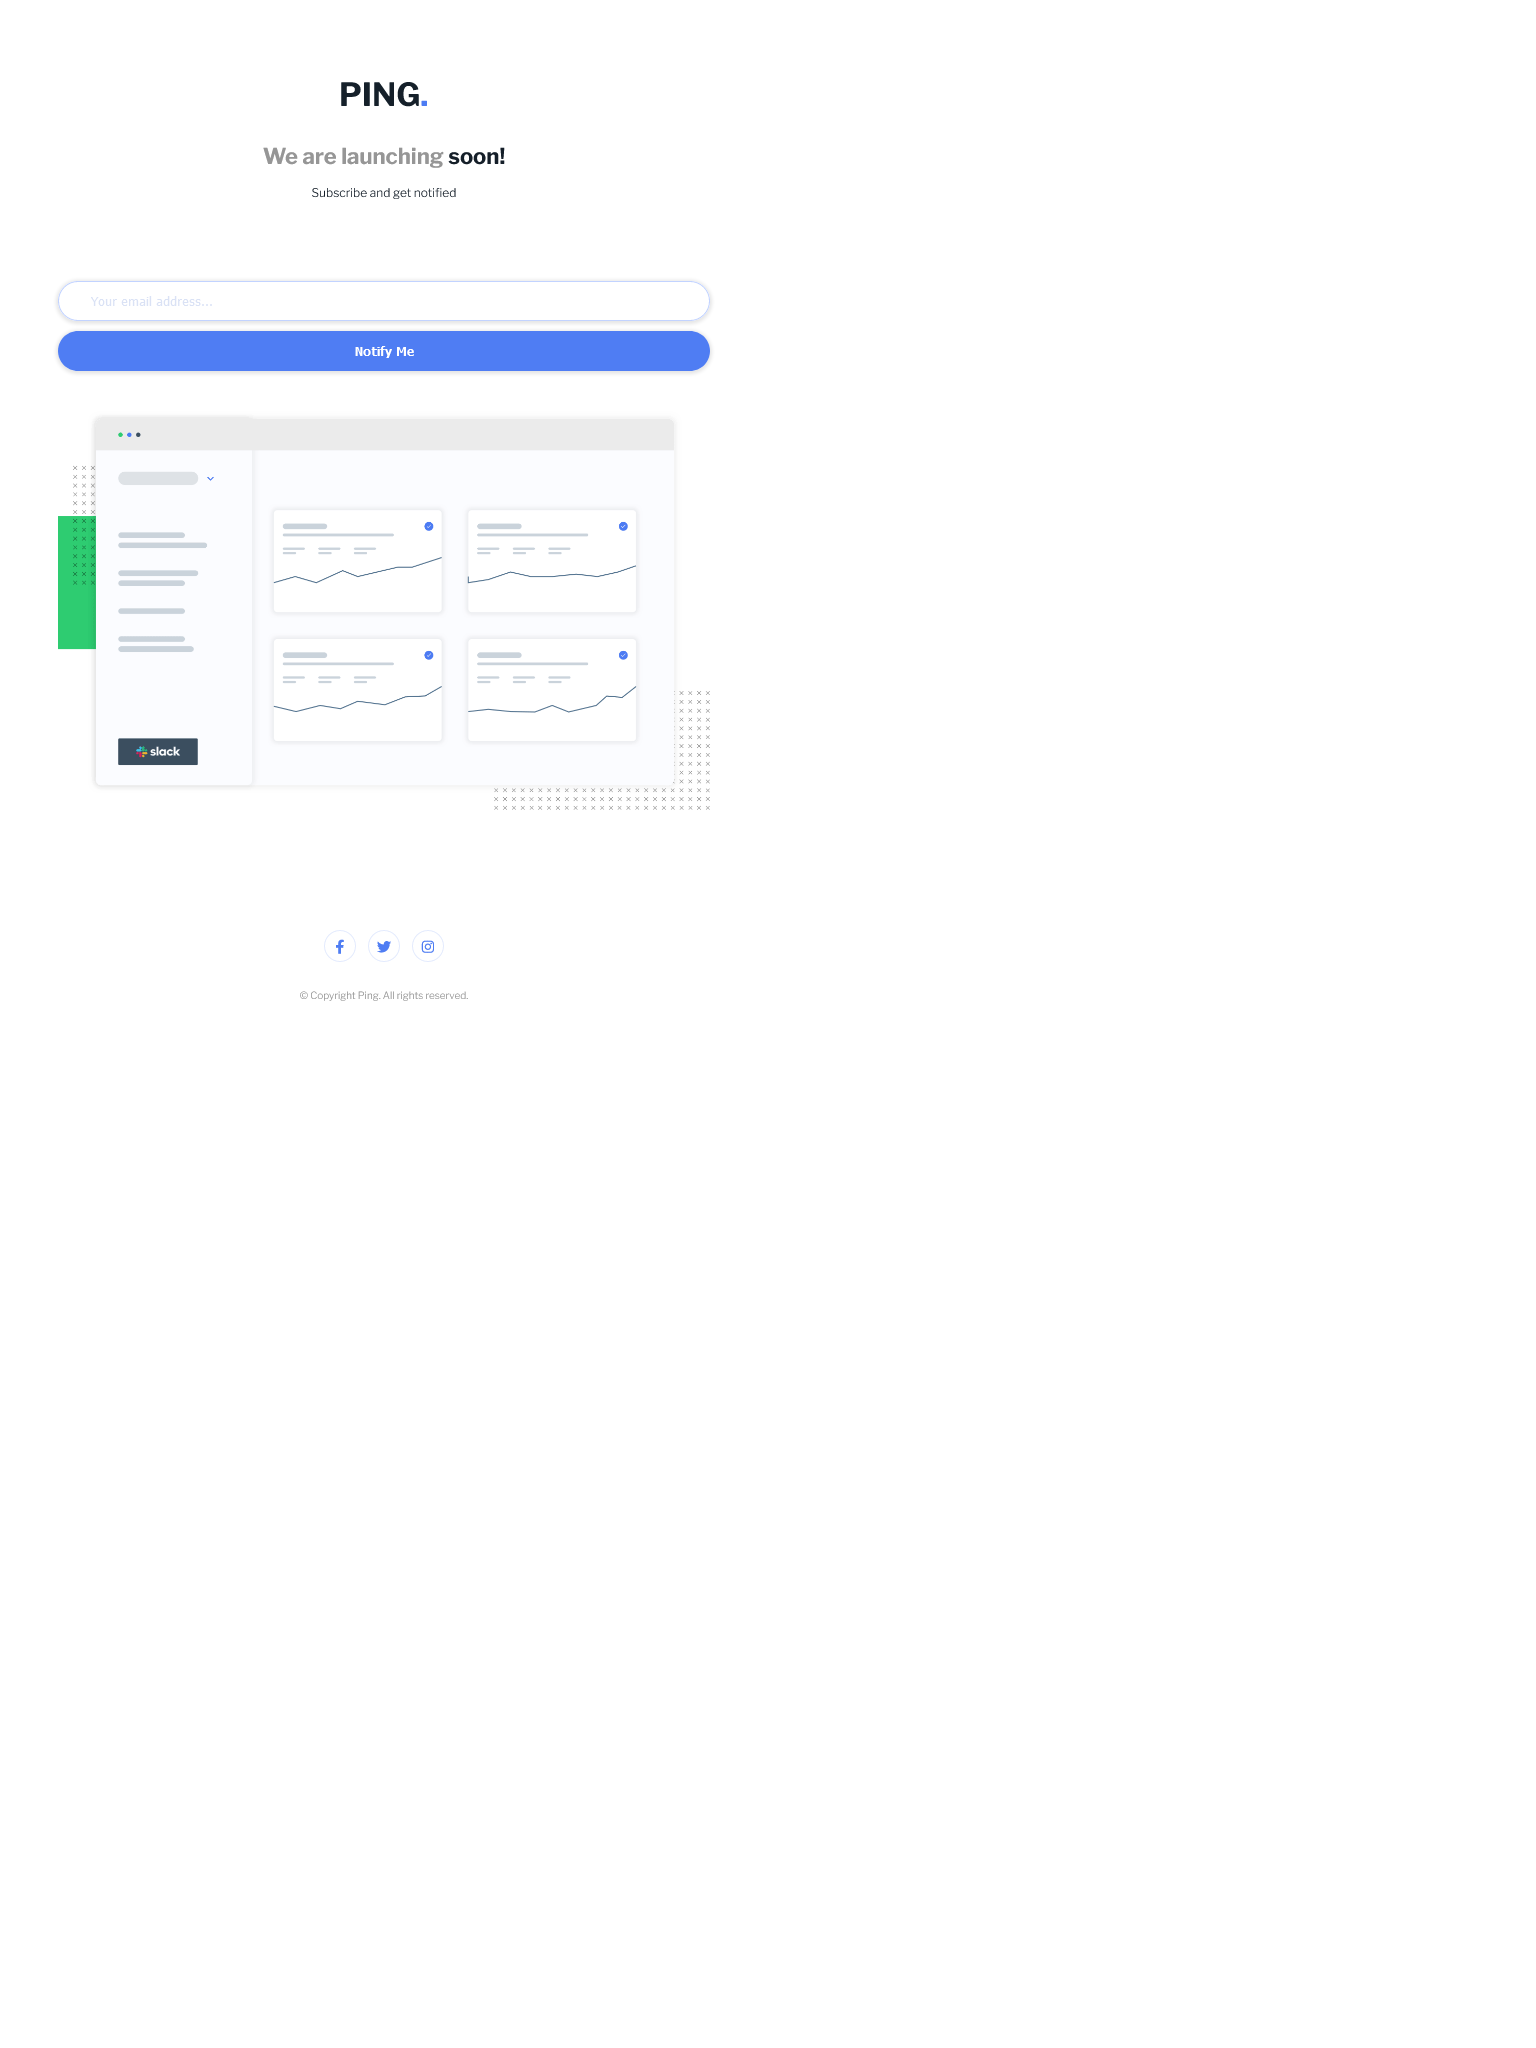 PING.
We are launching soon!
Subscribe and get notified
Your email address...
Notify Me
slack
© Copyright Ping. All rights reserved.